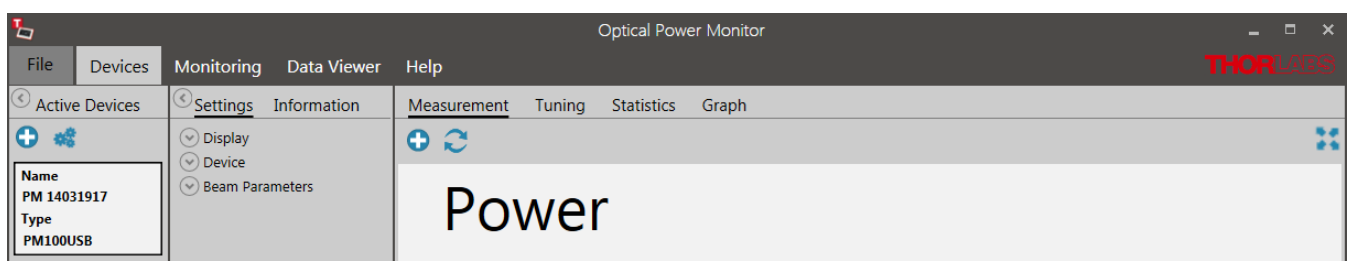 Optical Power Monitor
File Devices Monitoring Data Viewer Help
THORLABS
Active Devices
Settings Information
Measurement Tuning Statistics Graph
Display
Device
Beam Parameters
Name
PM 14031917
Type
PM100USB
Power